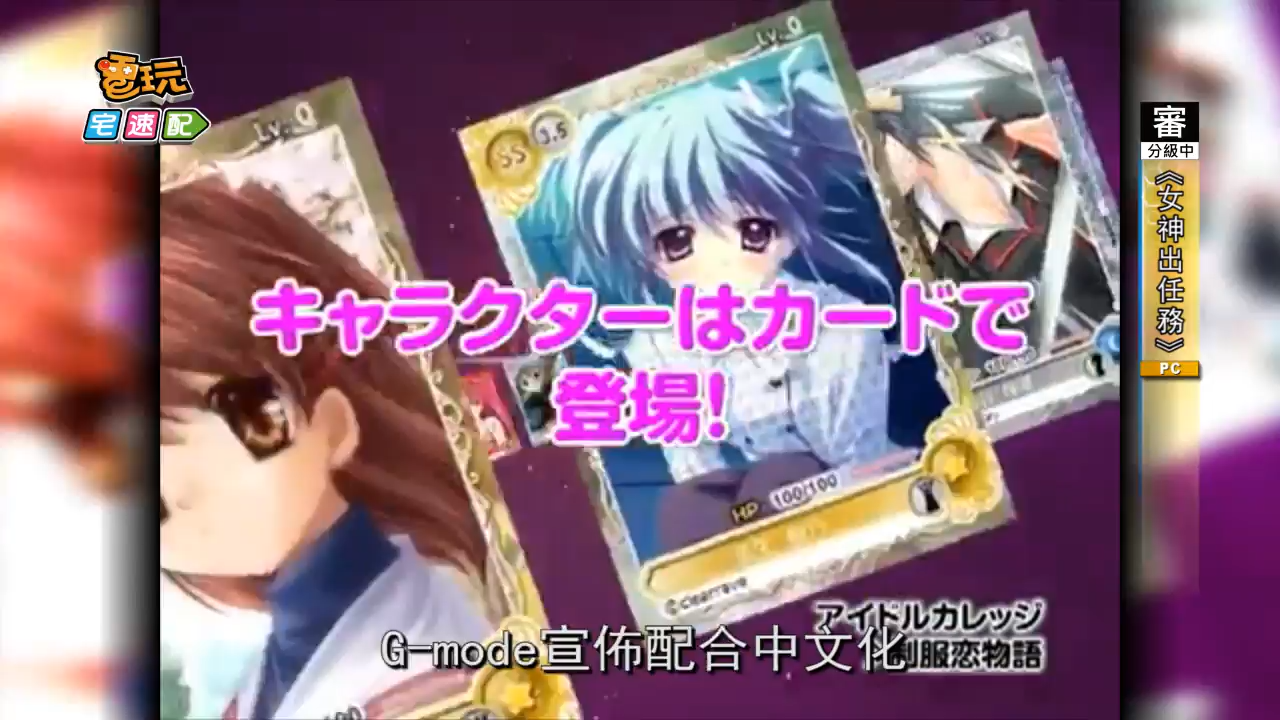 電玩
宅速配
Lv. 0
Lv. 0
SS
3.5
キャラクターはカードで
登場!
HP 100/100
©clearrave
アイドルカレッジ
制服恋物語
G-mode宣佈配合中文化
審
分級中
《女神出任務》
PC